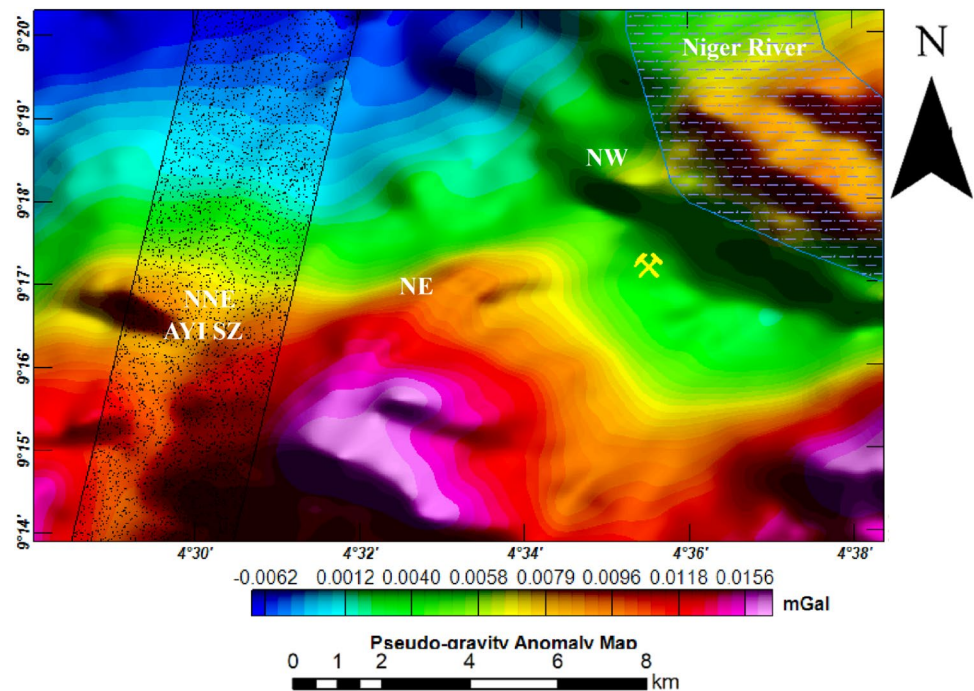 9°20'
Niger River
N
9°19'
NW
9°18'
9°17'
NE
NNE
AYI SZ
9°16'
9°15'
9°14'
4°30' 4°32' 4°34' 4°36' 4°38'
-0.0062 0.0012 0.0040 0.0058 0.0079 0.0096 0.0118 0.0156
mGal
Pseudo-gravity Anomaly Map
0 1 2 4 6 8
km